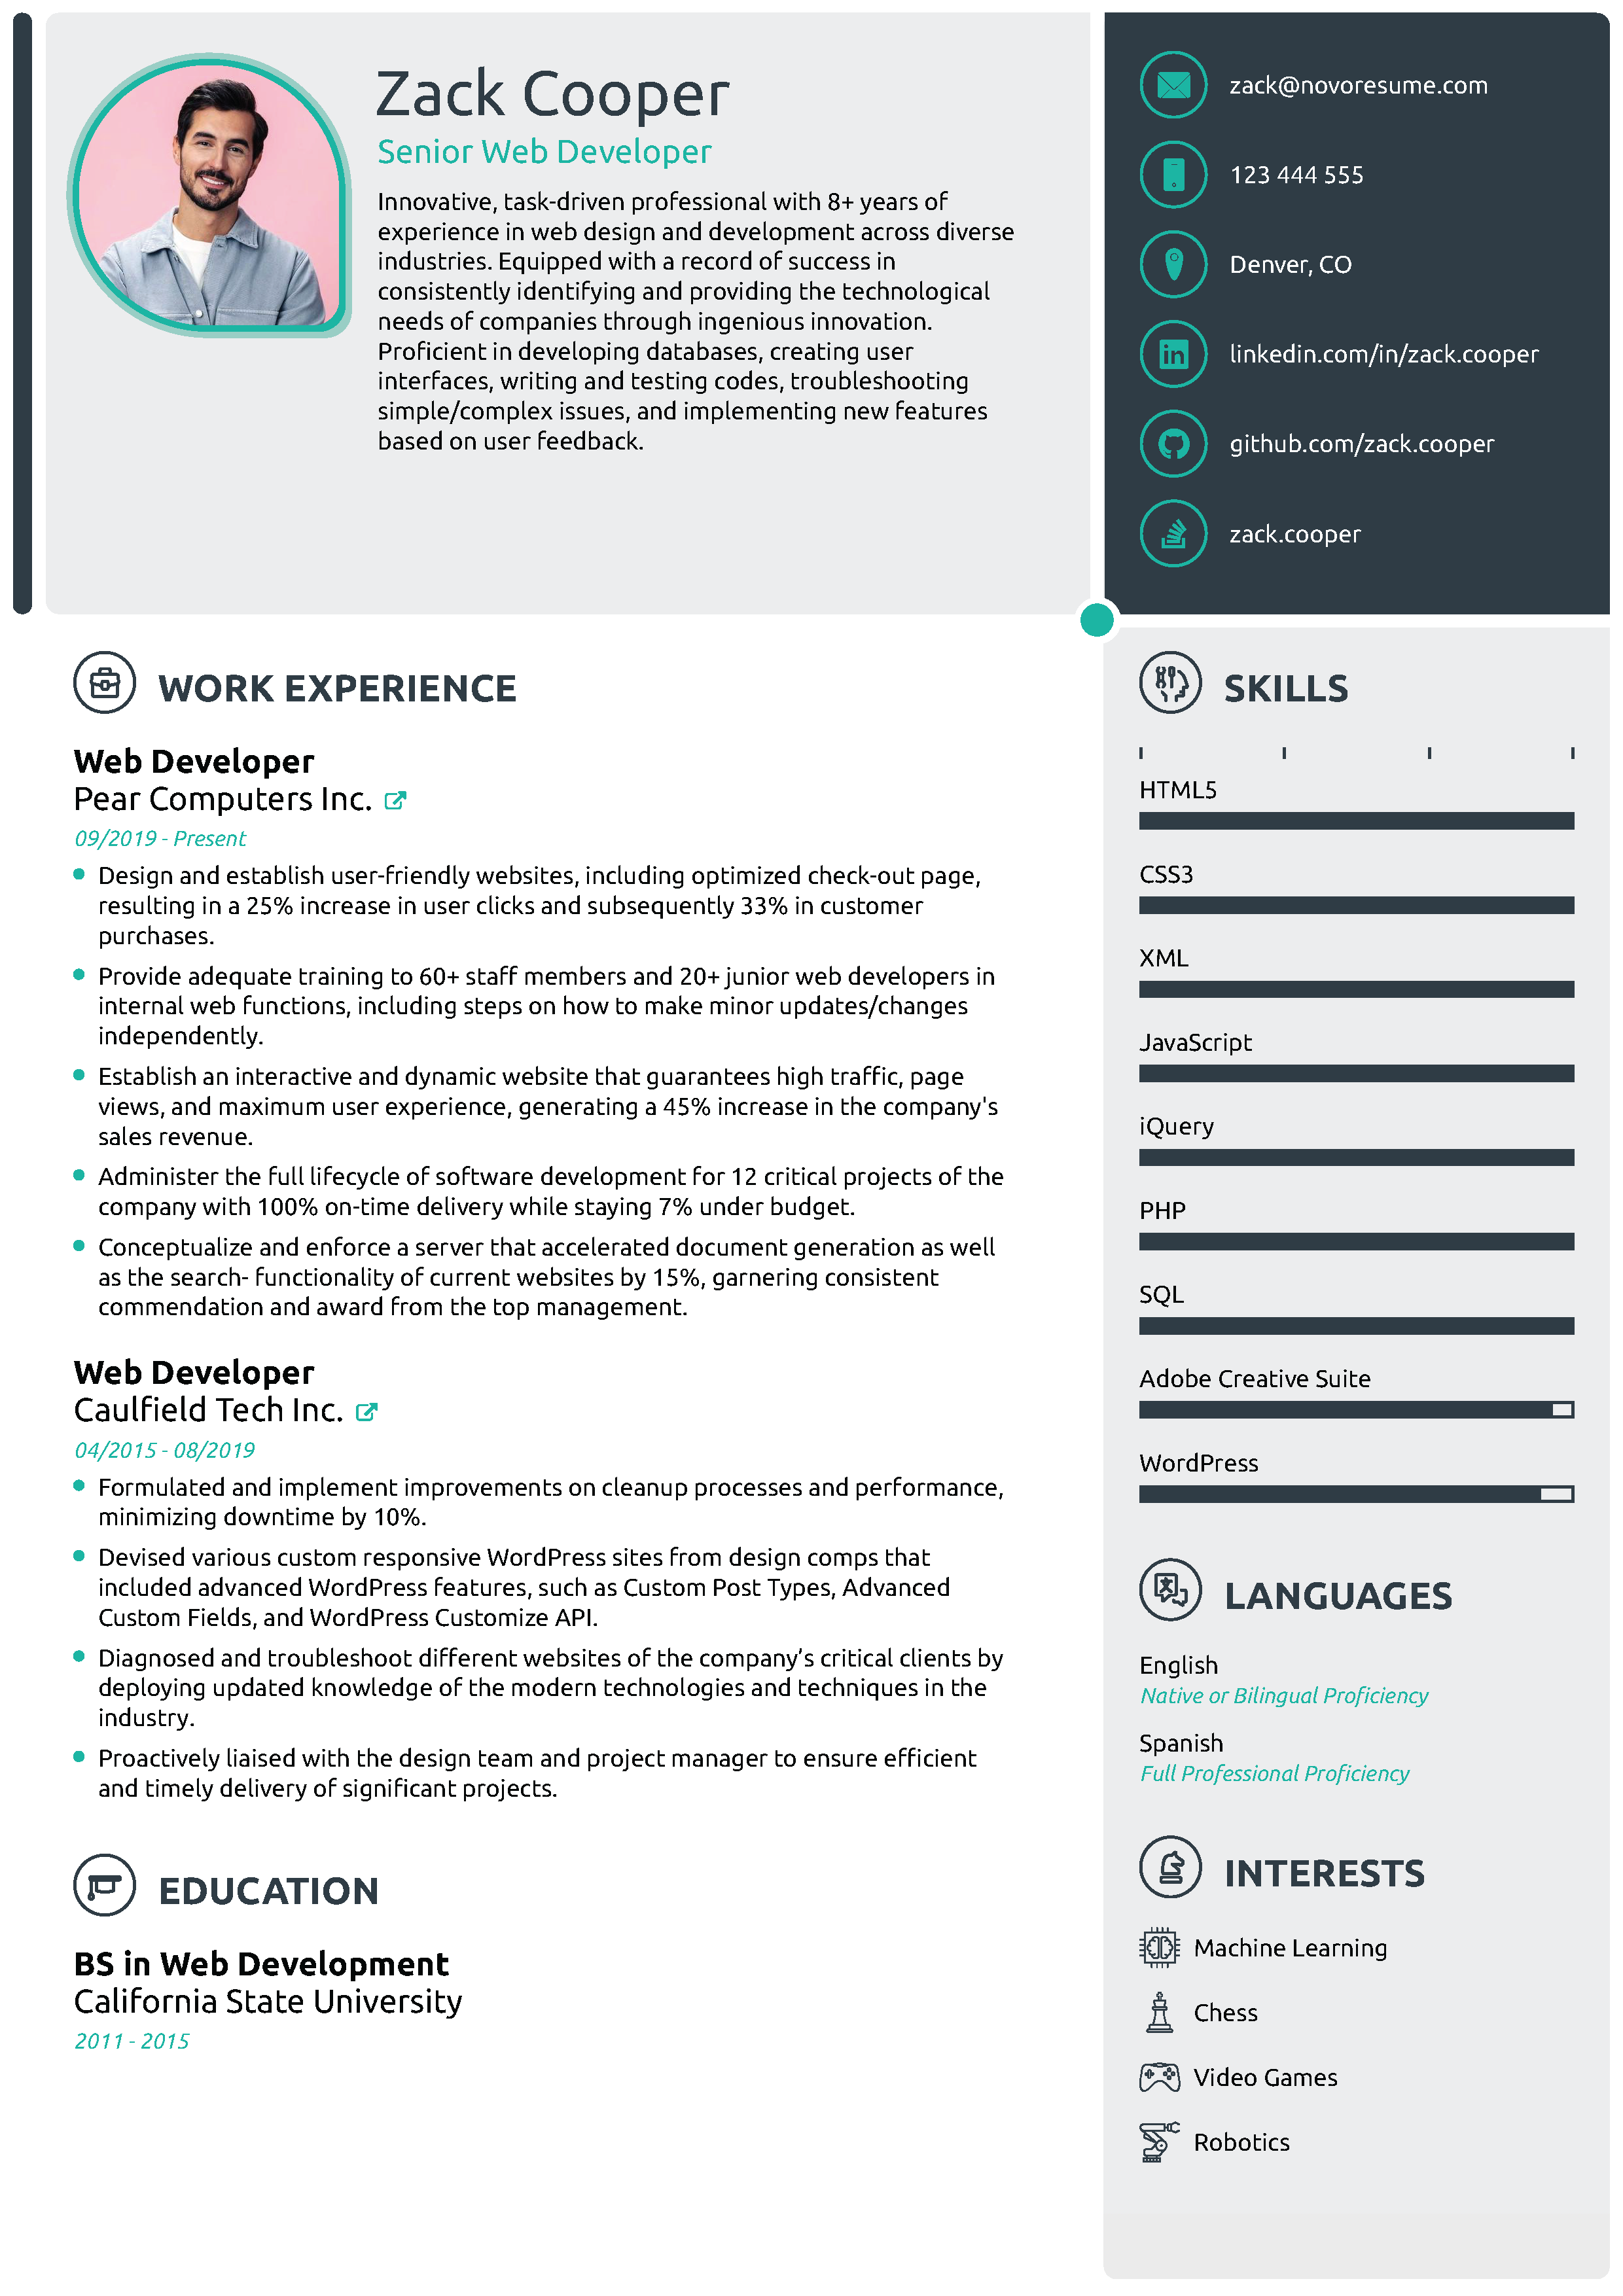 Zack Cooper
Senior Web Developer
Innovative, task-driven professional with 8+ years of
experience in web design and development across diverse
industries. Equipped with a record of success in
consistently identifying and providing the technological
needs of companies through ingenious innovation.
Proficient in developing databases, creating user
interfaces, writing and testing codes, troubleshooting
simple/complex issues, and implementing new features
based on user feedback.
zack@novoresume.com
123 444 555
Denver, CO
in
linkedin.com/in/zack.cooper
github.com/zack.cooper
zack.cooper
WORK EXPERIENCE
Web Developer
Pear Computers Inc.
09/2019 - Present
Design and establish user-friendly websites, including optimized check-out page,
resulting in a 25% increase in user clicks and subsequently 33% in customer
purchases.
Provide adequate training to 60+ staff members and 20+ junior web developers in
internal web functions, including steps on how to make minor updates/changes
independently.
Establish an interactive and dynamic website that guarantees high traffic, page
views, and maximum user experience, generating a 45% increase in the company's
sales revenue.
Administer the full lifecycle of software development for 12 critical projects of the
company with 100% on-time delivery while staying 7% under budget.
Conceptualize and enforce a server that accelerated document generation as well
as the search- functionality of current websites by 15%, garnering consistent
commendation and award from the top management.
Web Developer
Caulfield Tech Inc.
04/2015 - 08/2019
Formulated and implement improvements on cleanup processes and performance,
minimizing downtime by 10%.
Devised various custom responsive WordPress sites from design comps that
included advanced WordPress features, such as Custom Post Types, Advanced
Custom Fields, and WordPress Customize API.
Diagnosed and troubleshoot different websites of the company’s critical clients by
deploying updated knowledge of the modern technologies and techniques in the
industry.
Proactively liaised with the design team and project manager to ensure efficient
and timely delivery of significant projects.
EDUCATION
BS in Web Development
California State University
2011 - 2015
SKILLS
HTML5
CSS3
XML
JavaScript
iQuery
PHP
SQL
Adobe Creative Suite
WordPress
LANGUAGES
English
Native or Bilingual Proficiency
Spanish
Full Professional Proficiency
INTERESTS
Machine Learning
Chess
Video Games
Robotics